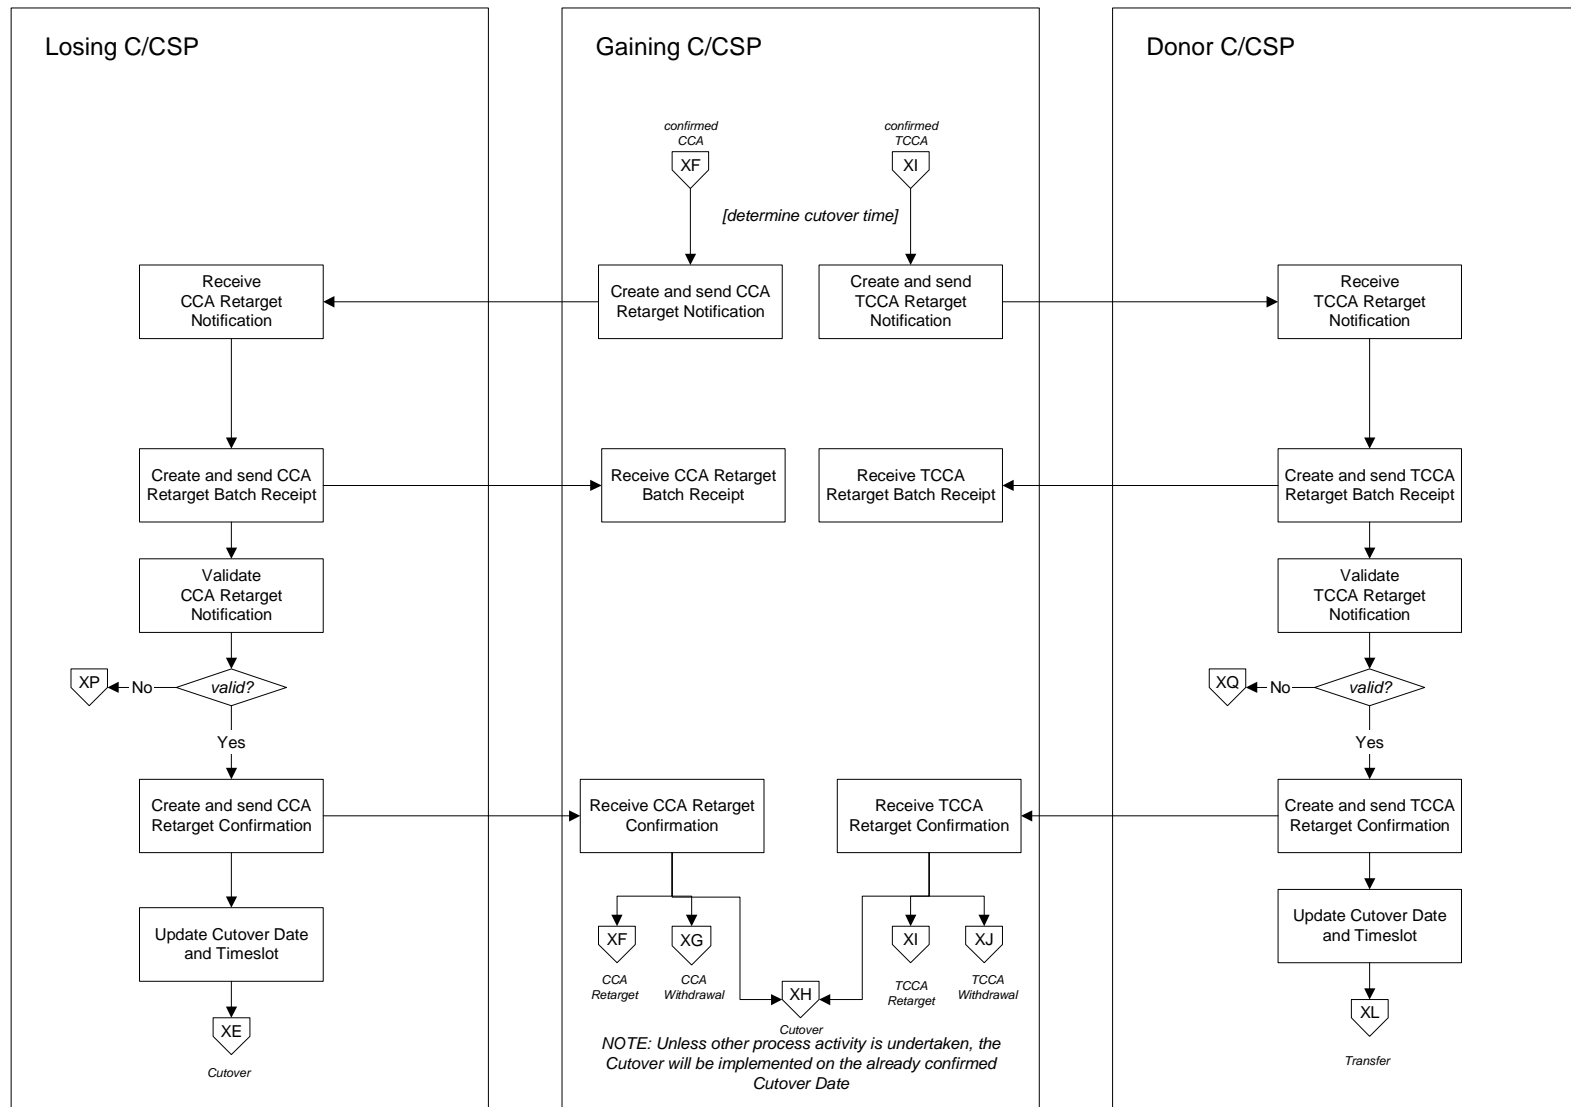 Losing C/CSP
Gaining C/CSP
Donor C/CSP
confirmed
CCA
XF
confirmed
TCCA
XI
[determine cutover time]
Receive
CCA Retarget
Notification
Create and send CCA
Retarget Notification
Create and send
TCCA Retarget
Notification
Receive
TCCA Retarget
Notification
Create and send CCA
Retarget Batch Receipt
Receive CCA Retarget
Batch Receipt
Receive TCCA
Retarget Batch Receipt
Create and send TCCA
Retarget Batch Receipt
Validate
CCA Retarget
Notification
Validate
TCCA Retarget
Notification
XP
No
valid?
XQ
No
valid?
Yes
Yes
Create and send CCA
Retarget Confirmation
Receive CCA Retarget
Confirmation
Receive TCCA
Retarget Confirmation
Create and send TCCA
Retarget Confirmation
Update Cutover Date
and Timeslot
XF
CCA
Retarget
XG
CCA
Withdrawal
XI
TCCA
Retarget
XJ
TCCA
Withdrawal
Update Cutover Date
and Timeslot
XH
Cutover
XE
Cutover
XL
Transfer
NOTE: Unless other process activity is undertaken, the
Cutover will be implemented on the already confirmed
Cutover Date